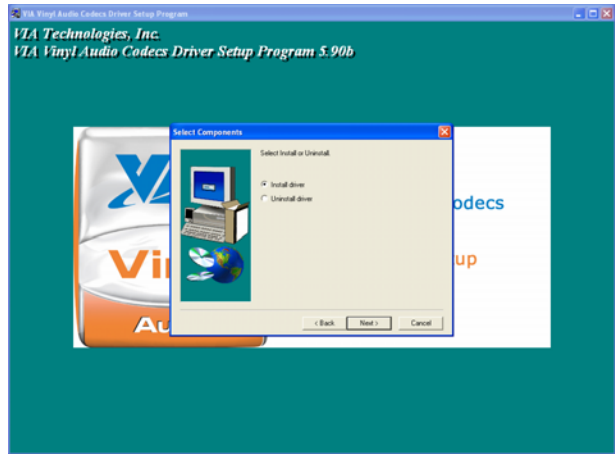 VIA Vinyl Audio Codecs Driver Setup Program
VIA Technologies, Inc.
VIA Vinyl Audio Codecs Driver Setup Program 5.90b
Select Components
Select Install or Uninstall.
Install driver
Uninstall driver
< Back Next > Cancel
odecs
Vi
up
Au